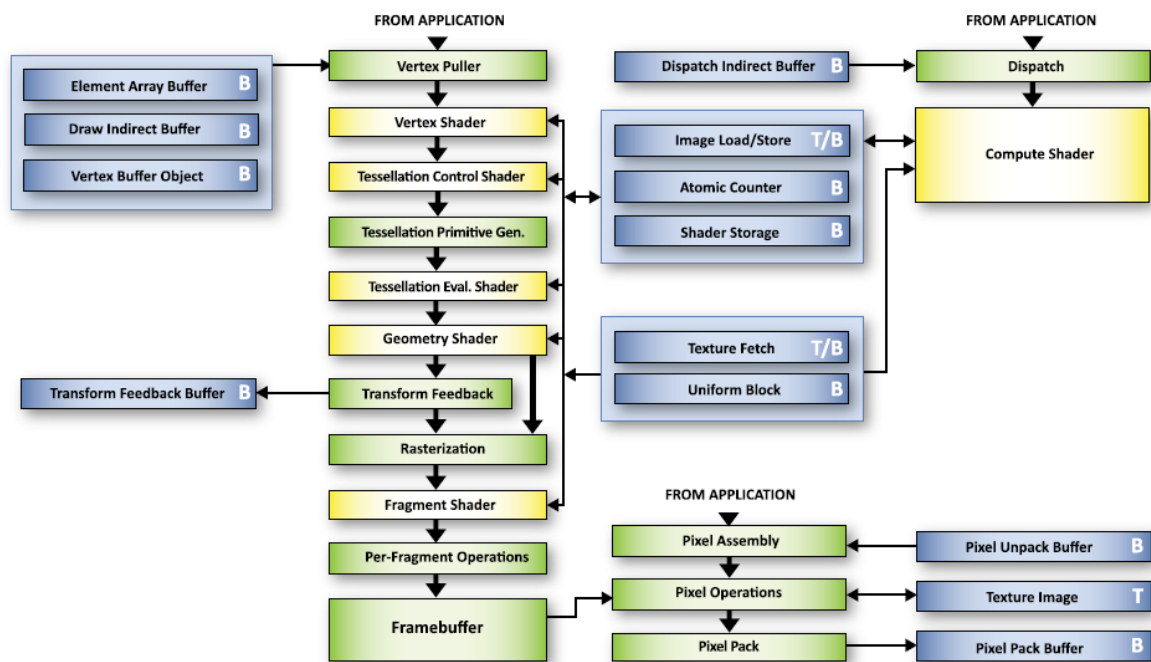 FROM APPLICATION
Vertex Puller
Element Array Buffer B
Draw Indirect Buffer B
Vertex Buffer Object B
Vertex Shader
Tessellation Control Shader
Tessellation Primitive Gen.
Tessellation Eval. Shader
Geometry Shader
Transform Feedback
Transform Feedback Buffer B
Rasterization
Fragment Shader
Per-Fragment Operations
Framebuffer
FROM APPLICATION
Dispatch Indirect Buffer B
Dispatch
Image Load/Store T/B
Atomic Counter B
Shader Storage B
Compute Shader
Texture Fetch T/B
Uniform Block B
FROM APPLICATION
Pixel Assembly
Pixel Unpack Buffer B
Pixel Operations
Texture Image T
Pixel Pack
Pixel Pack Buffer B